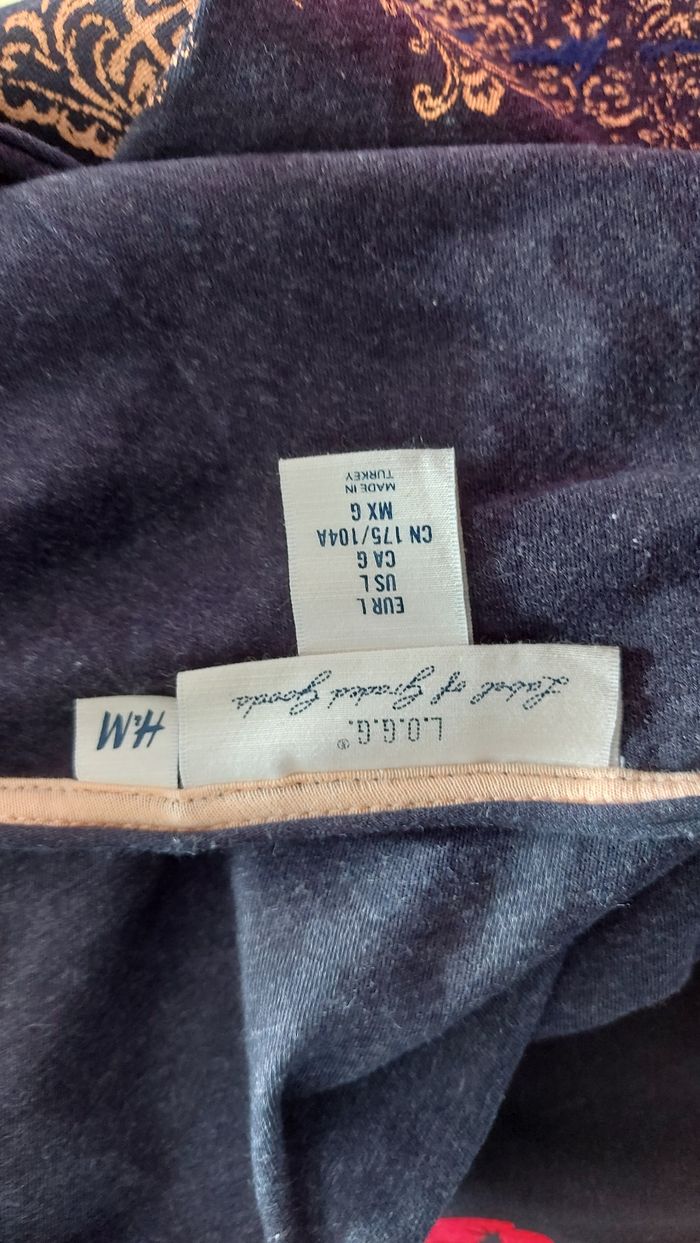 H&M
L.O.G.G.®
Label of Graded Goods
EUR L
US L
CA G
CN 175/104A
MX G
MADE IN
TURKEY